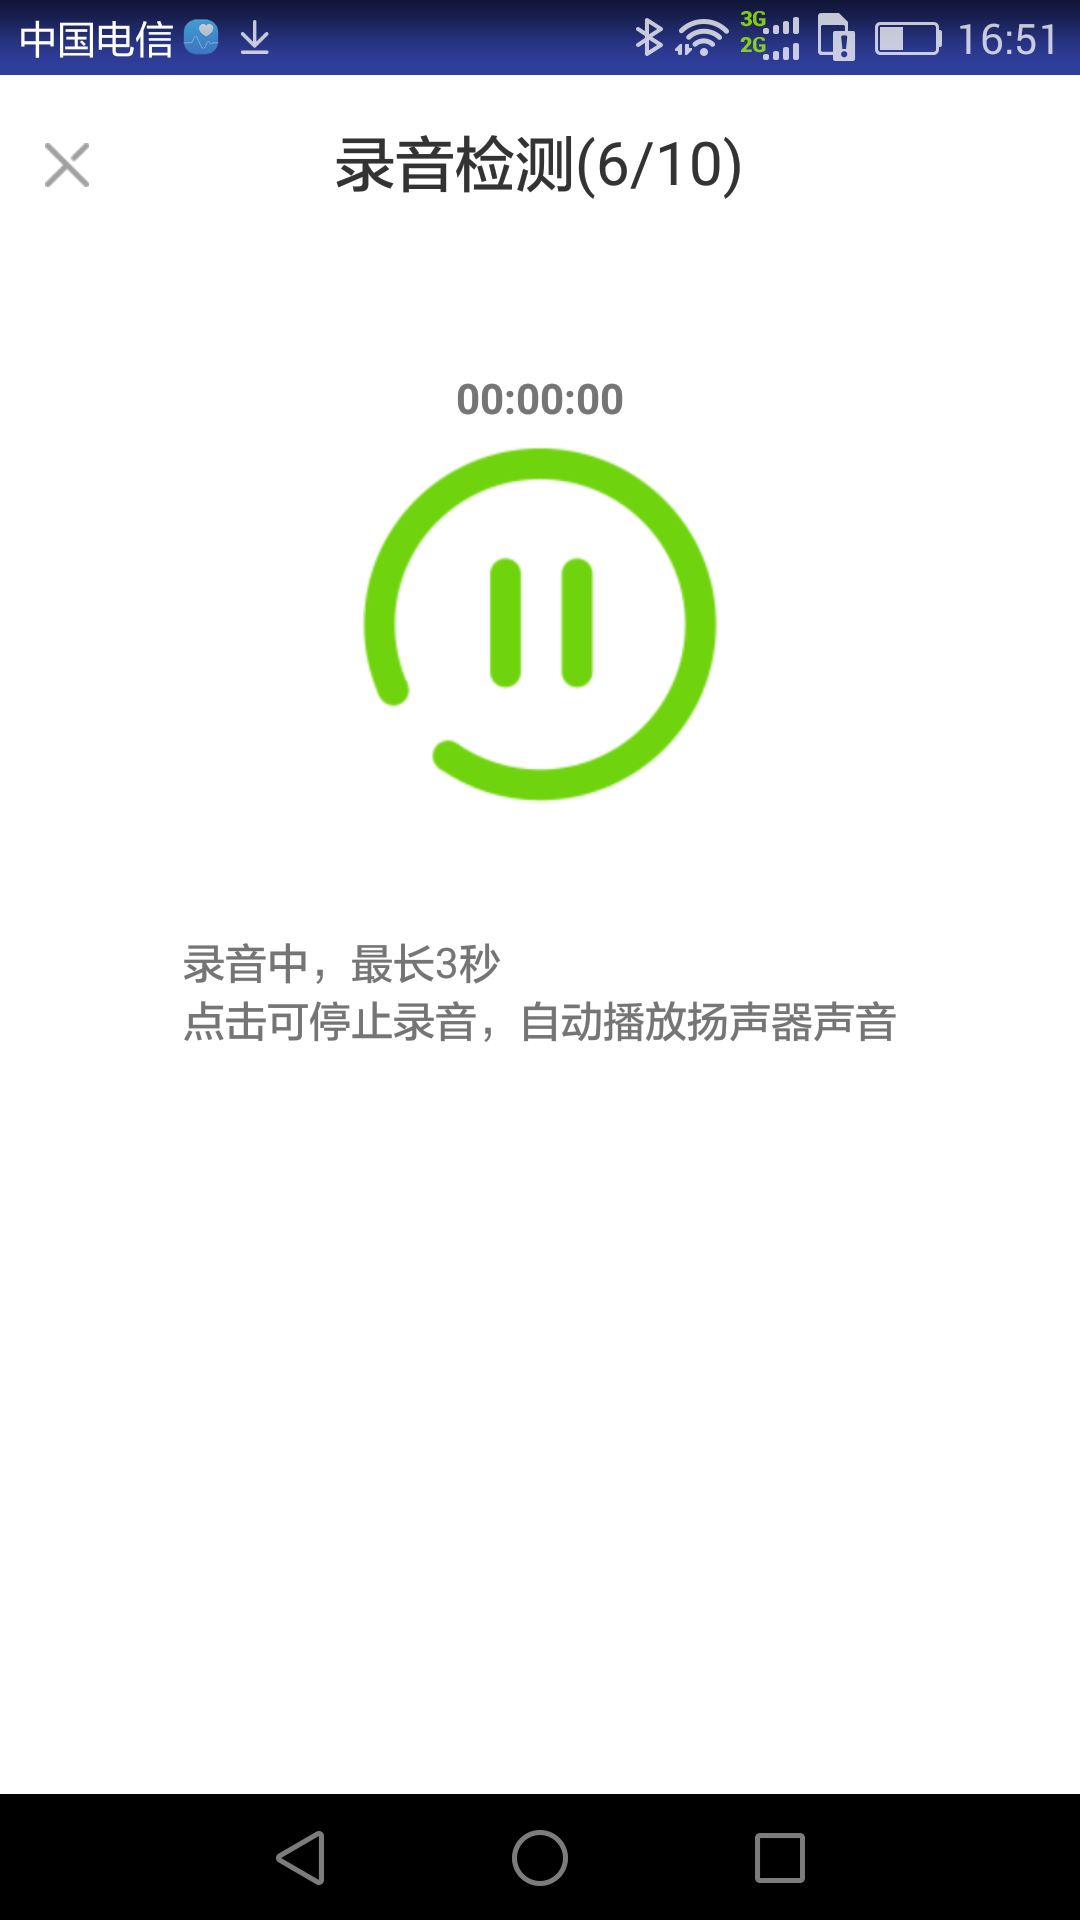 中国电信
3G
2G
16:51
录音检测(6/10)
00:00:00
录音中，最长3秒
点击可停止录音，自动播放扬声器声音